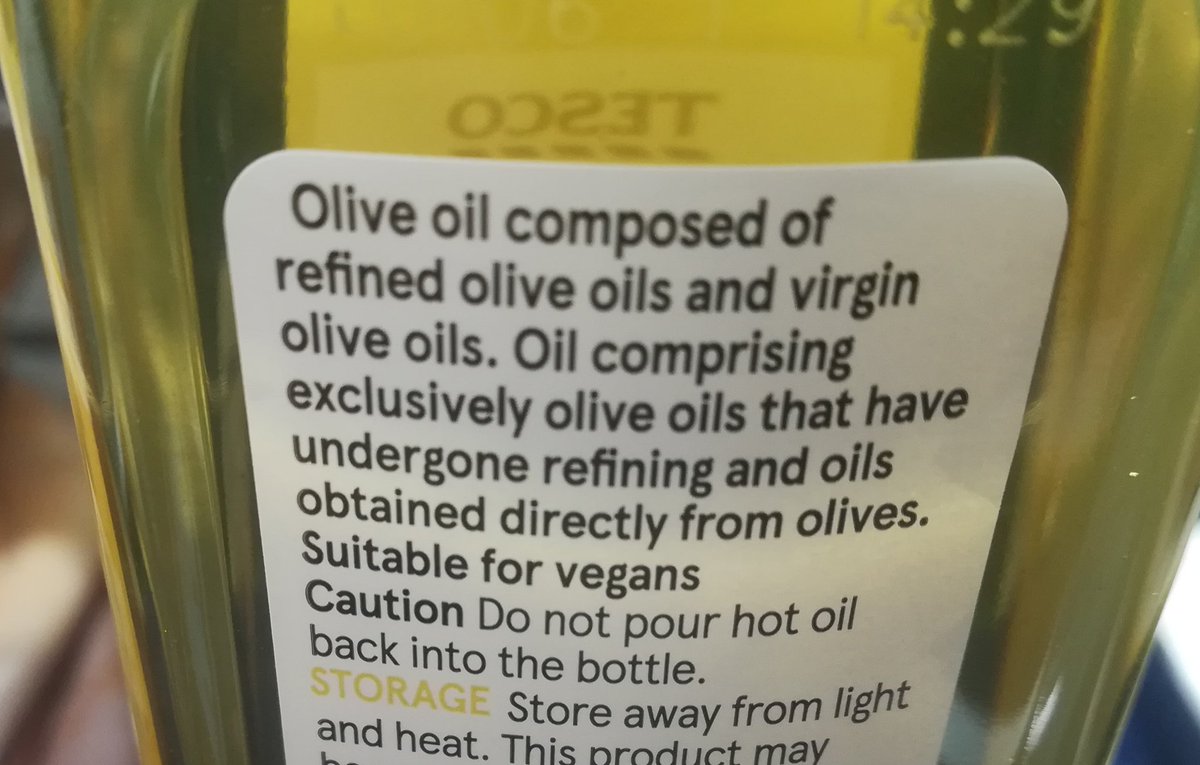 4:29
TESCO
Olive oil composed of
refined olive oils and virgin
olive oils. Oil comprising
exclusively olive oils that have
undergone refining and oils
obtained directly from olives.
Suitable for vegans
Caution Do not pour hot oil
back into the bottle.
STORAGE Store away from light
and heat. This product may